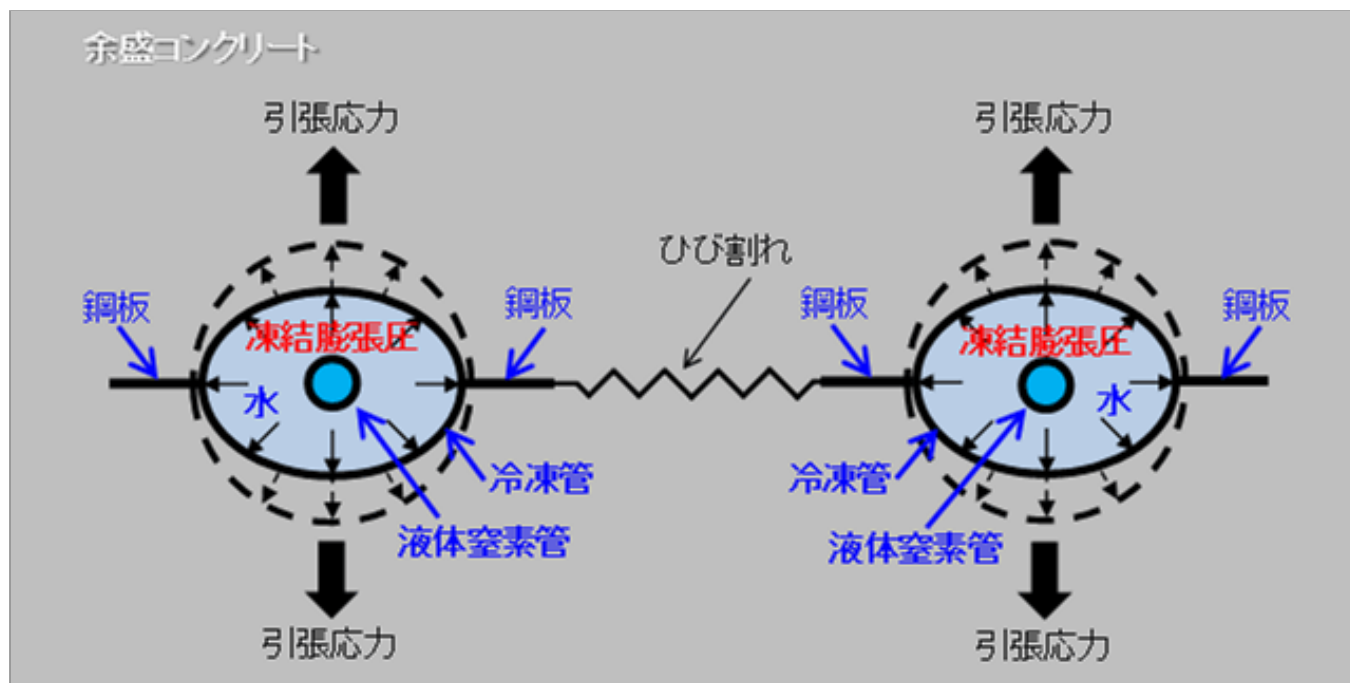 余盛コンクリート
引張応力
引張応力
ひび割れ
鋼板
鋼板
鋼板
鋼板
凍結膨張圧
凍結膨張圧
水
水
冷凍管
冷凍管
液体窒素管
液体窒素管
引張応力
引張応力